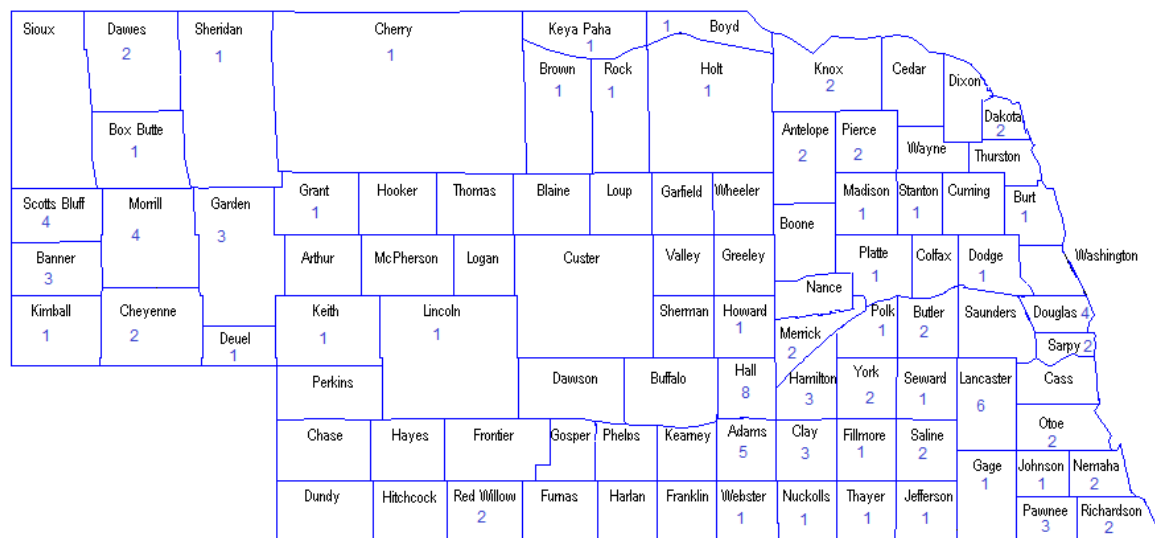 Sioux Dawes Sheridan Cherry Keya Paha 1 Boyd
2 1 1 1
Brown Rock Holt Knox Cedar Dixon
1 1 1 2
Dakota
2
Box Butte Antelope Pierce
1 2 2
Wayne Thurston
Scotts Bluff Morrill Garden Grant Hooker Thomas Blaine Loup Garfield Wheeler Madison Stanton Cuming Burt
4 4 3 1 1 1 1
Boone
Banner Arthur McPherson Logan Custer Valley Greeley Platte Colfax Dodge Washington
3 1 1
Nance
Kimball Cheyenne Keith Lincoln Sherman Howard Polk Butler Saunders Douglas 4
1 2 1 1 1 2
Merrick
2
Deuel Sarpy 2
1
Perkins Dawson Buffalo Hall Hamilton York Seward Lancaster Cass
8 3 2 1 6
Chase Hayes Frontier Gosper Phelps Kearney Adams Clay Fillmore Saline Otoe
5 3 1 2 2
Gage Johnson Nemaha
1 1 2
Dundy Hitchcock Red Willow Furnas Harlan Franklin Webster Nuckolls Thayer Jefferson
2 1 1 1 1
Pawnee Richardson
3 2